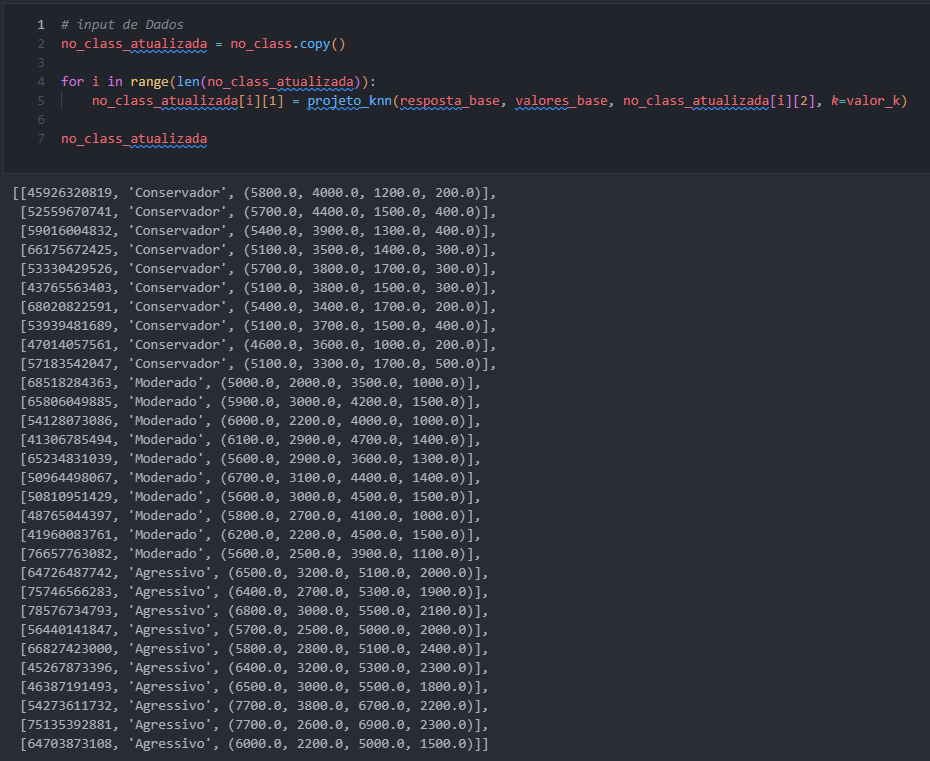 1 # input de Dados
2 no_class_atualizada = no_class.copy()
3
4 for i in range(len(no_class_atualizada)):
5     no_class_atualizada[i][1] = projeto_knn(resposta_base, valores_base, no_class_atualizada[i][2], k=valor_k)
6
7 no_class_atualizada
[[45926320819, 'Conservador', (5800.0, 4000.0, 1200.0, 200.0)],
[52559670741, 'Conservador', (5700.0, 4400.0, 1500.0, 400.0)],
[59016004832, 'Conservador', (5400.0, 3900.0, 1300.0, 400.0)],
[66175672425, 'Conservador', (5100.0, 3500.0, 1400.0, 300.0)],
[53330429526, 'Conservador', (5700.0, 3800.0, 1700.0, 300.0)],
[43765563403, 'Conservador', (5100.0, 3800.0, 1500.0, 300.0)],
[68020822591, 'Conservador', (5400.0, 3400.0, 1700.0, 200.0)],
[53939481689, 'Conservador', (5100.0, 3700.0, 1500.0, 400.0)],
[47014057561, 'Conservador', (4600.0, 3600.0, 1000.0, 200.0)],
[57183542047, 'Conservador', (5100.0, 3300.0, 1700.0, 500.0)],
[68518284363, 'Moderado', (5000.0, 2000.0, 3500.0, 1000.0)],
[65806049885, 'Moderado', (5900.0, 3000.0, 4200.0, 1500.0)],
[54128073086, 'Moderado', (6000.0, 2200.0, 4000.0, 1000.0)],
[41306785494, 'Moderado', (6100.0, 2900.0, 4700.0, 1400.0)],
[65234831039, 'Moderado', (5600.0, 2900.0, 3600.0, 1300.0)],
[50964498067, 'Moderado', (6700.0, 3100.0, 4400.0, 1400.0)],
[50810951429, 'Moderado', (5600.0, 3000.0, 4500.0, 1500.0)],
[48765044397, 'Moderado', (5800.0, 2700.0, 4100.0, 1000.0)],
[41960083761, 'Moderado', (6200.0, 2200.0, 4500.0, 1500.0)],
[76657763082, 'Moderado', (5600.0, 2500.0, 3900.0, 1100.0)],
[64726487742, 'Agressivo', (6500.0, 3200.0, 5100.0, 2000.0)],
[75746566283, 'Agressivo', (6400.0, 2700.0, 5300.0, 1900.0)],
[78576734793, 'Agressivo', (6800.0, 3000.0, 5500.0, 2100.0)],
[56440141847, 'Agressivo', (5700.0, 2500.0, 5000.0, 2000.0)],
[66827423000, 'Agressivo', (5800.0, 2800.0, 5100.0, 2400.0)],
[45267873396, 'Agressivo', (6400.0, 3200.0, 5300.0, 2300.0)],
[46387191493, 'Agressivo', (6500.0, 3000.0, 5500.0, 1800.0)],
[54273611732, 'Agressivo', (7700.0, 3800.0, 6700.0, 2200.0)],
[75135392881, 'Agressivo', (7700.0, 2600.0, 6900.0, 2300.0)],
[64703873108, 'Agressivo', (6000.0, 2200.0, 5000.0, 1500.0)]]